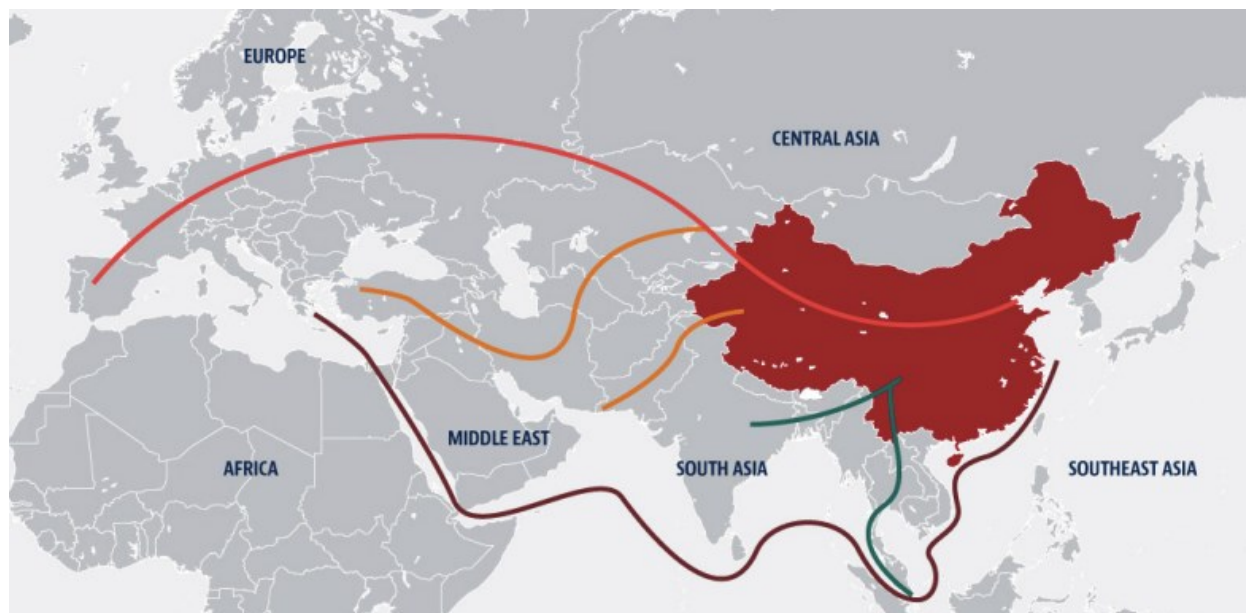 EUROPE
CENTRAL ASIA
MIDDLE EAST
AFRICA
SOUTH ASIA
SOUTHEAST ASIA